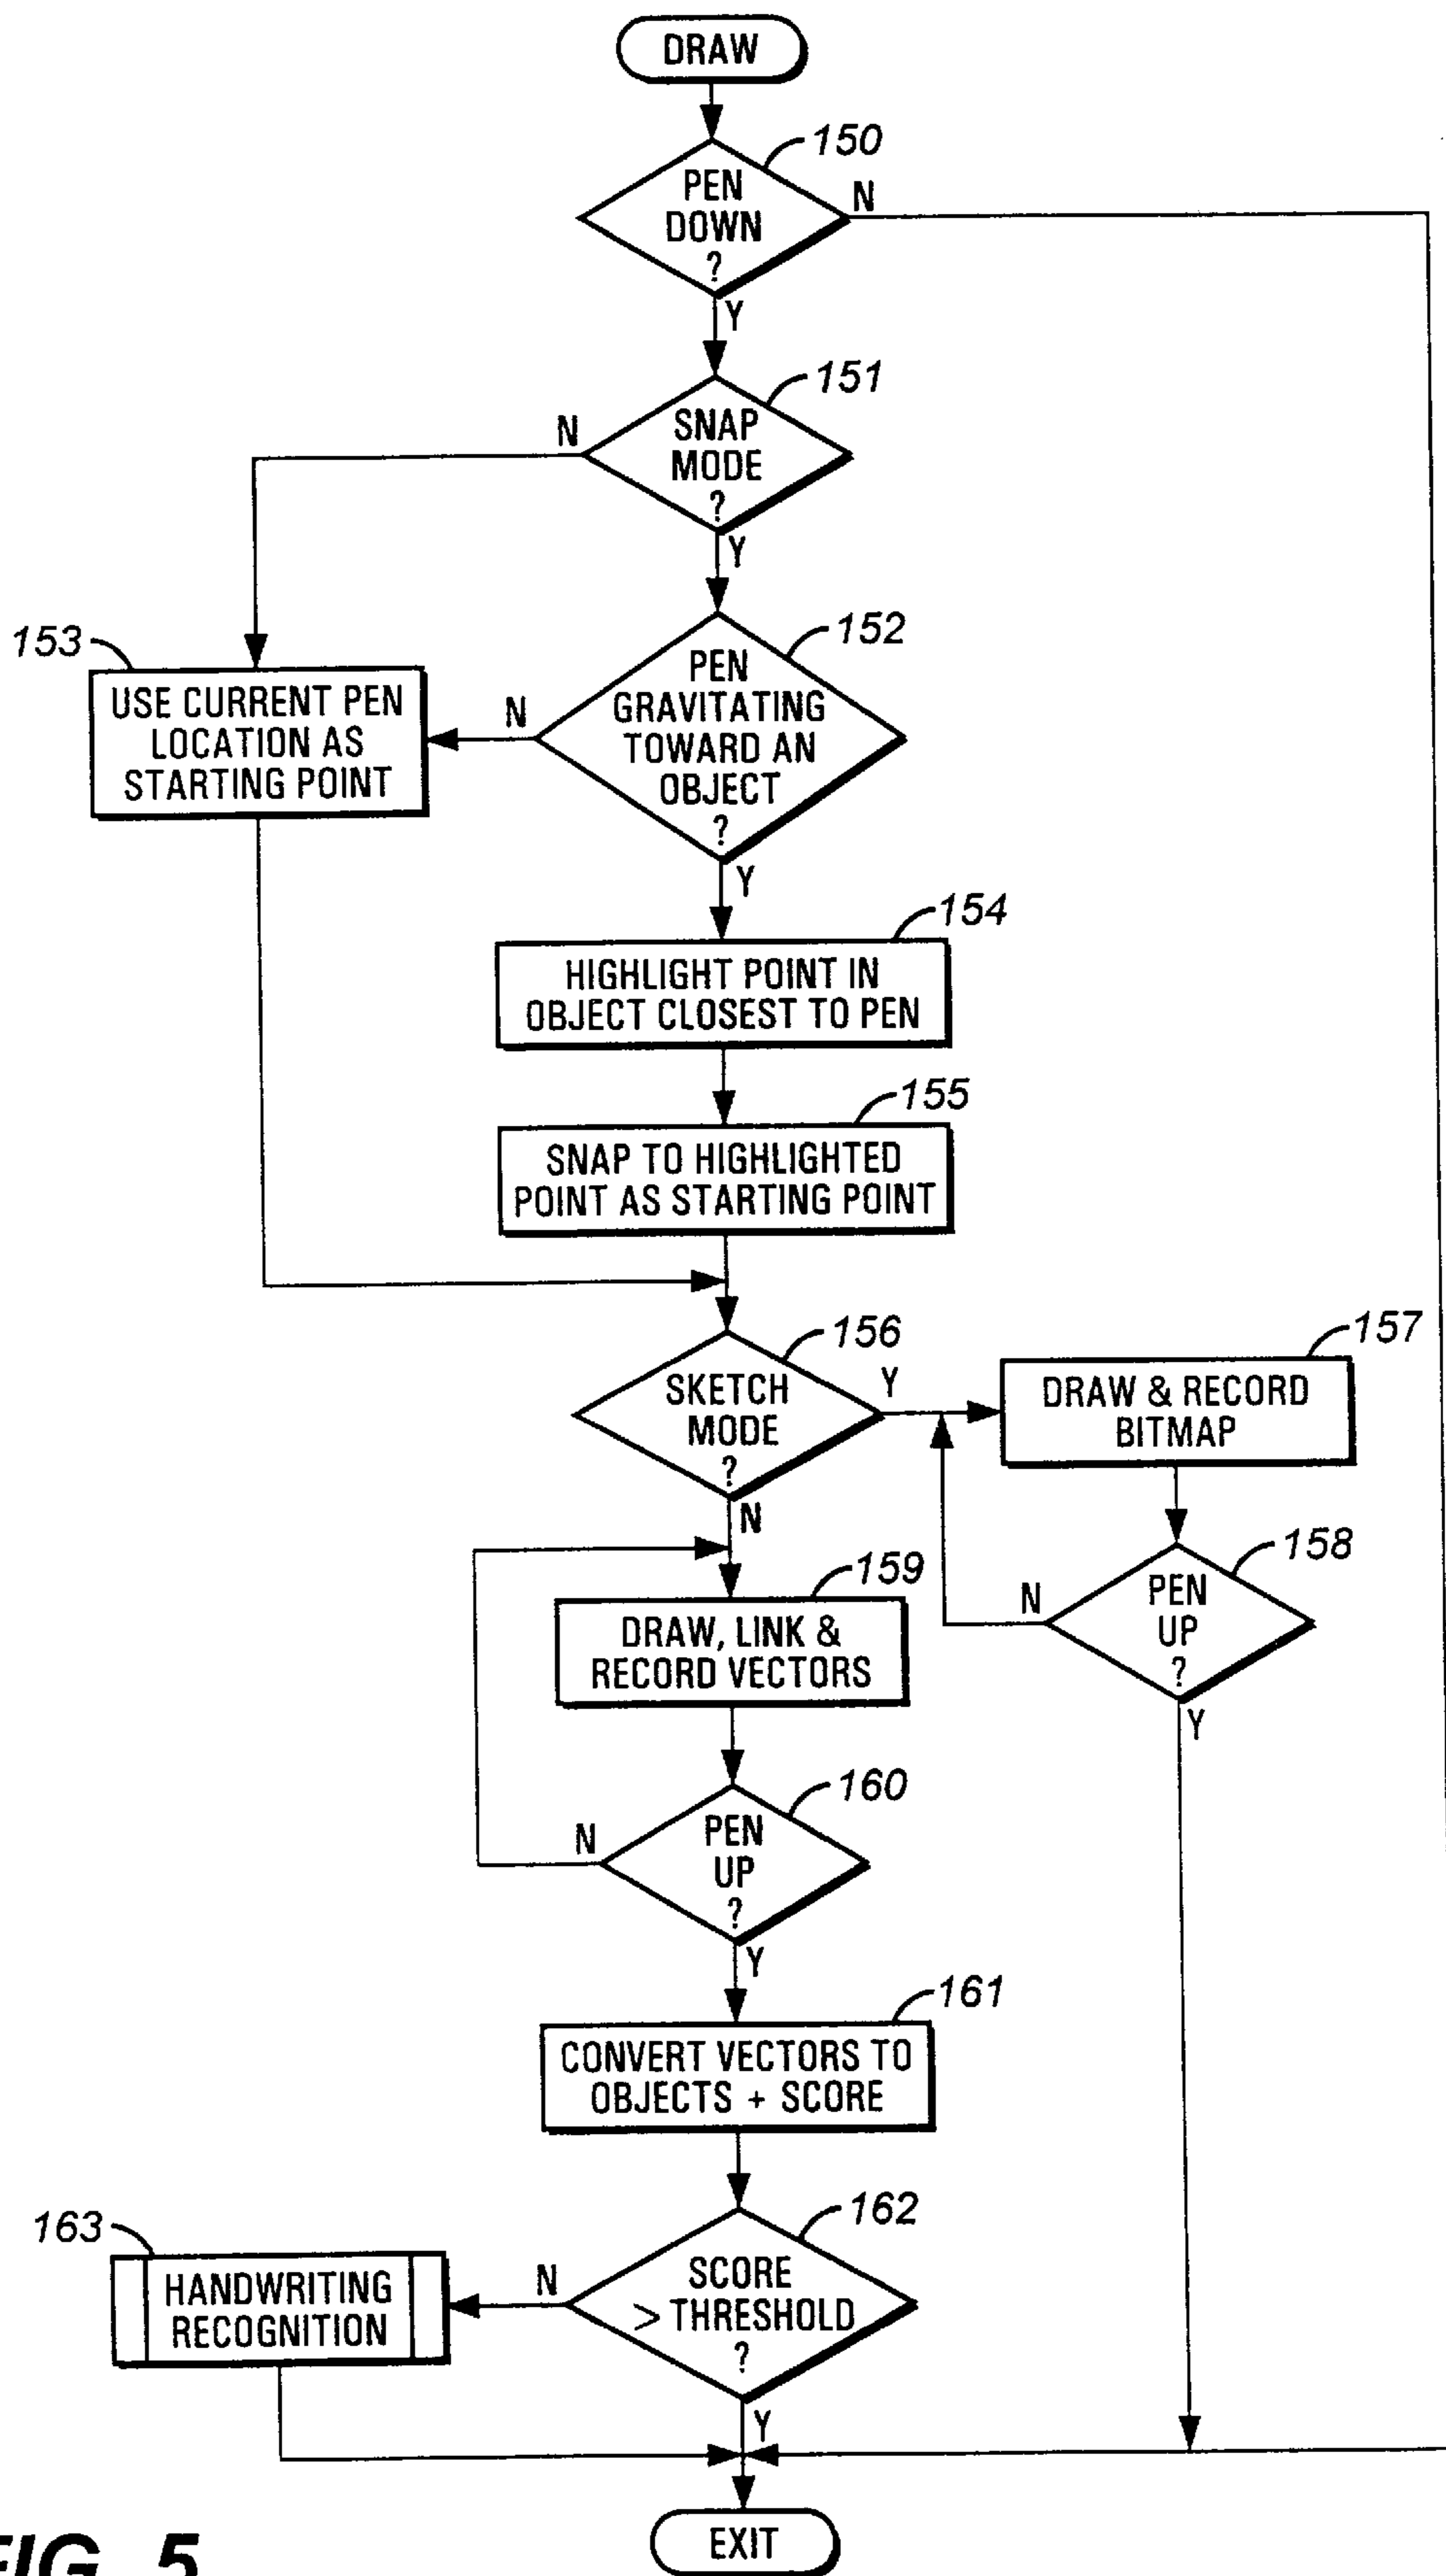 DRAW
150
PEN
DOWN
?
N
Y
151
SNAP
MODE
?
N
Y
152
PEN
GRAVITATING
TOWARD AN
OBJECT
?
N
Y
153
USE CURRENT PEN
LOCATION AS
STARTING POINT
154
HIGHLIGHT POINT IN
OBJECT CLOSEST TO PEN
155
SNAP TO HIGHLIGHTED
POINT AS STARTING POINT
156
SKETCH
MODE
?
Y
N
157
DRAW & RECORD
BITMAP
158
PEN
UP
?
N
Y
159
DRAW, LINK &
RECORD VECTORS
160
PEN
UP
?
N
Y
161
CONVERT VECTORS TO
OBJECTS + SCORE
162
SCORE
> THRESHOLD
?
N
Y
163
HANDWRITING
RECOGNITION
EXIT
FIG. 5